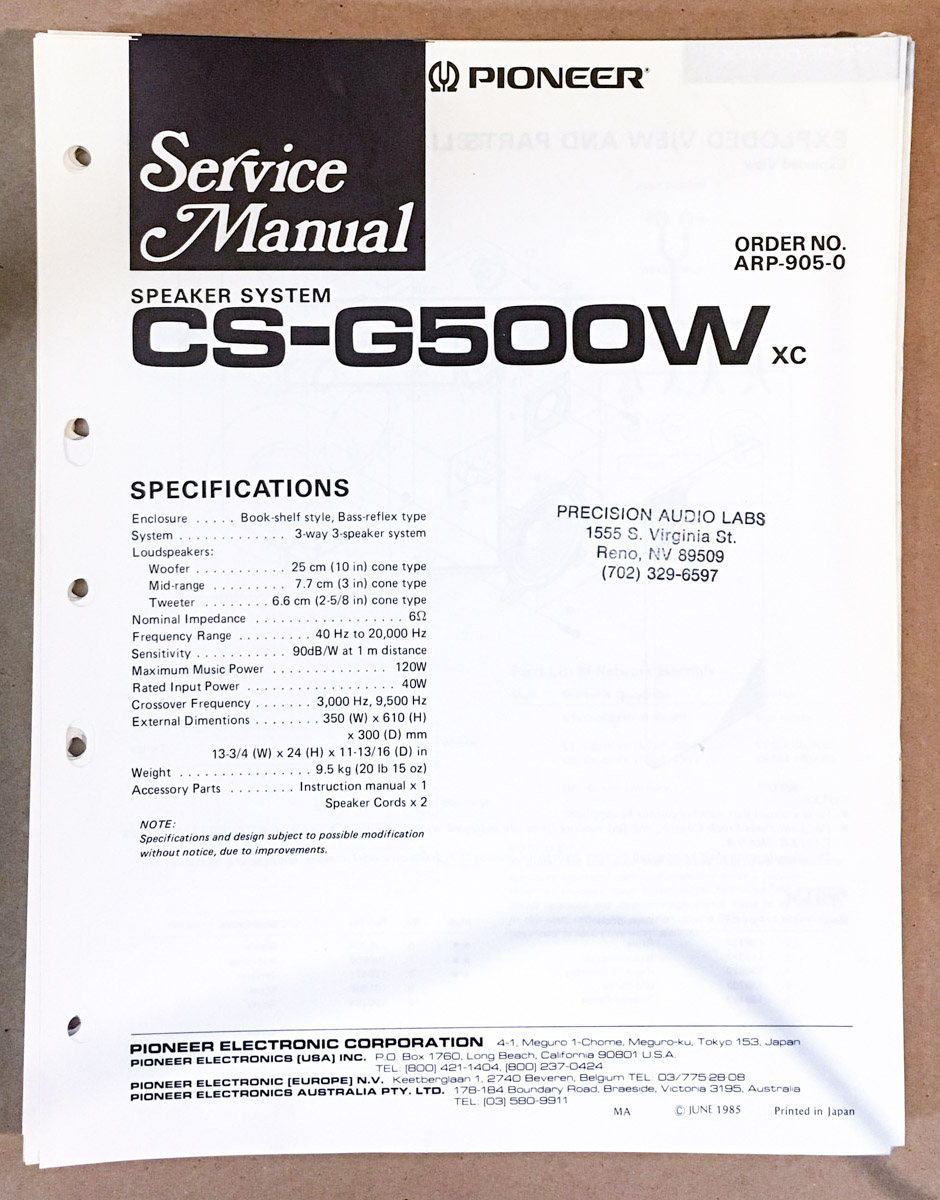 PIONEER
Service
Manual
ORDER NO.
ARP-905-0
SPEAKER SYSTEM
CS-G500W XC
SPECIFICATIONS
Enclosure ..... Book-shelf style, Bass-reflex type
System ............. 3-way 3-speaker system
Loudspeakers:
Woofer ........... 25 cm (10 in) cone type
Mid-range ......... 7.7 cm (3 in) cone type
Tweeter ........ 6.6 cm (2-5/8 in) cone type
Nominal Impedance .................. 6Ω
Frequency Range ......... 40 Hz to 20,000 Hz
Sensitivity ........... 90dB/W at 1 m distance
Maximum Music Power .............. 120W
Rated Input Power .................. 40W
Crossover Frequency ....... 3,000 Hz, 9,500 Hz
External Dimentions ........ 350 (W) x 610 (H)
x 300 (D) mm
13-3/4 (W) x 24 (H) x 11-13/16 (D) in
Weight ................ 9.5 kg (20 lb 15 oz)
Accessory Parts ........ Instruction manual x 1
Speaker Cords x 2
NOTE:
Specifications and design subject to possible modification
without notice, due to improvements.
PRECISION AUDIO LABS
1555 S. Virginia St.
Reno, NV 89509
(702) 329-6597
PIONEER ELECTRONIC CORPORATION 4-1, Meguro 1-Chome, Meguro-ku, Tokyo 153, Japan
PIONEER ELECTRONICS [USA] INC. P.O. Box 1760, Long Beach, California 90801 U.S.A.
TEL: [800] 421-1404, [800] 237-0424
PIONEER ELECTRONIC [EUROPE] N.V. Keetberglaan 1, 2740 Beveren, Belgium TEL: 03/775·28·08
PIONEER ELECTRONICS AUSTRALIA PTY. LTD. 178-184 Boundary Road, Braeside, Victoria 3195, Australia
TEL: [03] 580-9911
MA © JUNE 1985 Printed in Japan